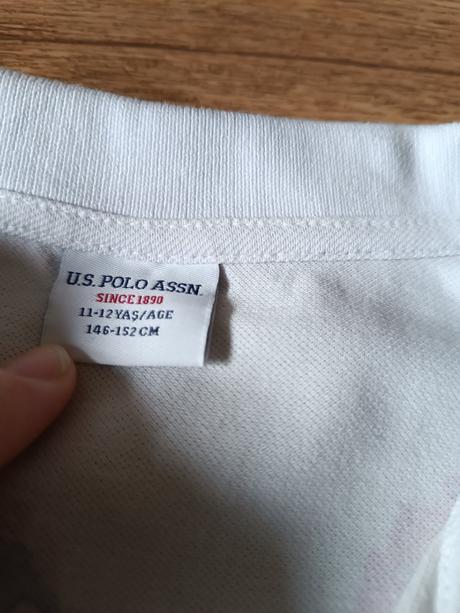 U.S. POLO ASSN.
SINCE 1890
11-12 YAŞ/AGE
146-152 CM